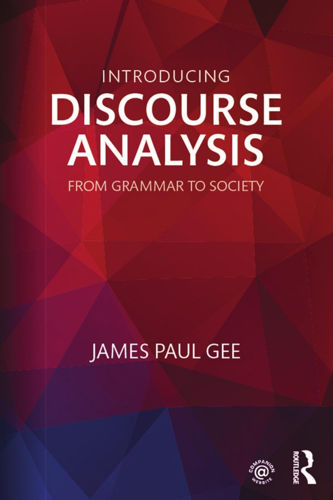 INTRODUCING
DISCOURSE
ANALYSIS
FROM GRAMMAR TO SOCIETY
JAMES PAUL GEE
COMPANION
@
WEBSITE
Routledge